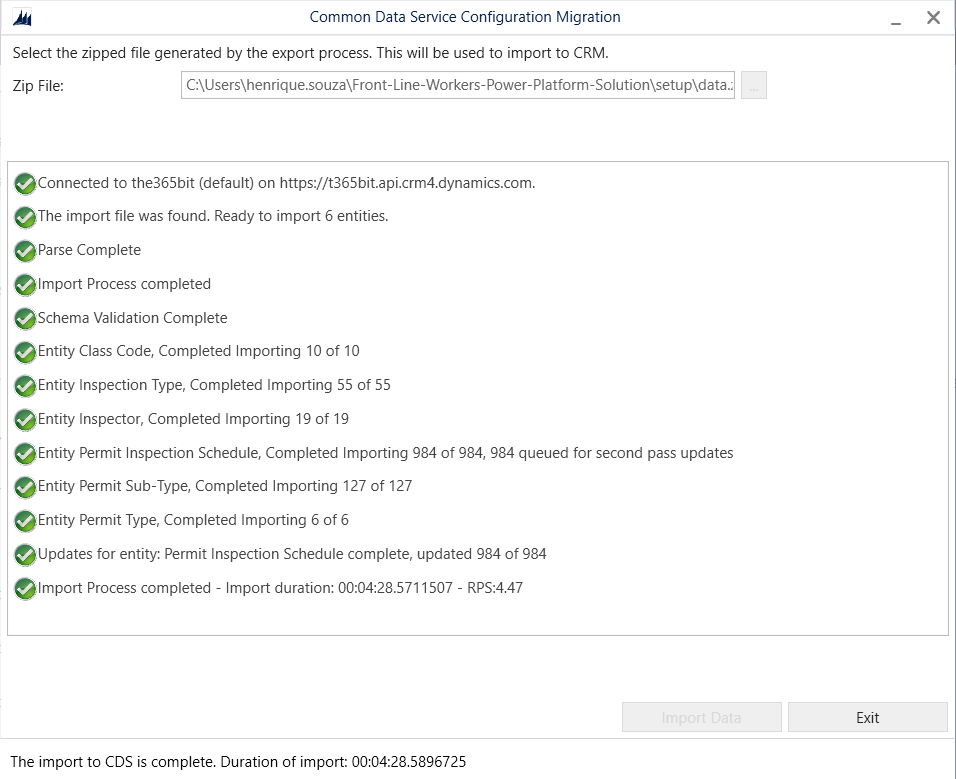 Common Data Service Configuration Migration
Select the zipped file generated by the export process. This will be used to import to CRM.
Zip File:
C:\Users\henrique.souza\Front-Line-Workers-Power-Platform-Solution\setup\data.z
...
Connected to the365bit (default) on https://t365bit.api.crm4.dynamics.com.
The import file was found. Ready to import 6 entities.
Parse Complete
Import Process completed
Schema Validation Complete
Entity Class Code, Completed Importing 10 of 10
Entity Inspection Type, Completed Importing 55 of 55
Entity Inspector, Completed Importing 19 of 19
Entity Permit Inspection Schedule, Completed Importing 984 of 984, 984 queued for second pass updates
Entity Permit Sub-Type, Completed Importing 127 of 127
Entity Permit Type, Completed Importing 6 of 6
Updates for entity: Permit Inspection Schedule complete, updated 984 of 984
Import Process completed - Import duration: 00:04:28.5711507 - RPS:4.47
Import Data
Exit
The import to CDS is complete. Duration of import: 00:04:28.5896725